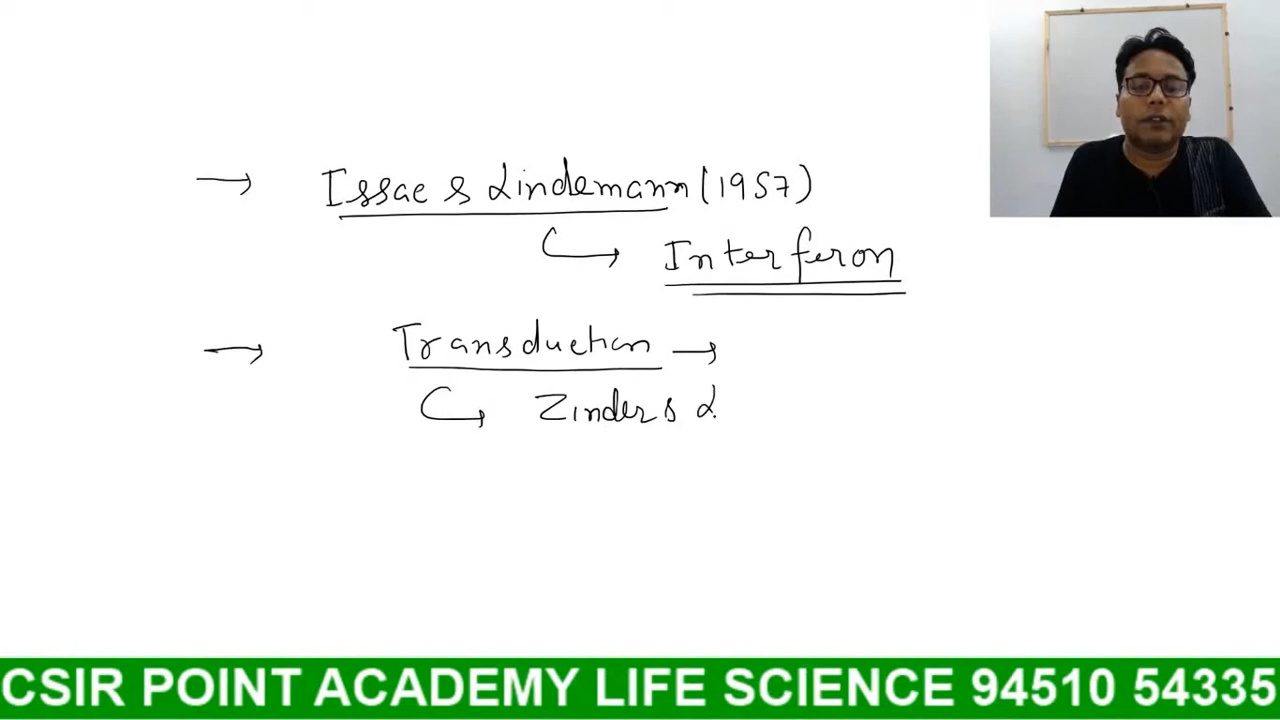 → Issac & Lindemann (1957)
↪ Interferon
→ Transduction →
↪ Zinder & L
CSIR POINT ACADEMY LIFE SCIENCE 94510 54335